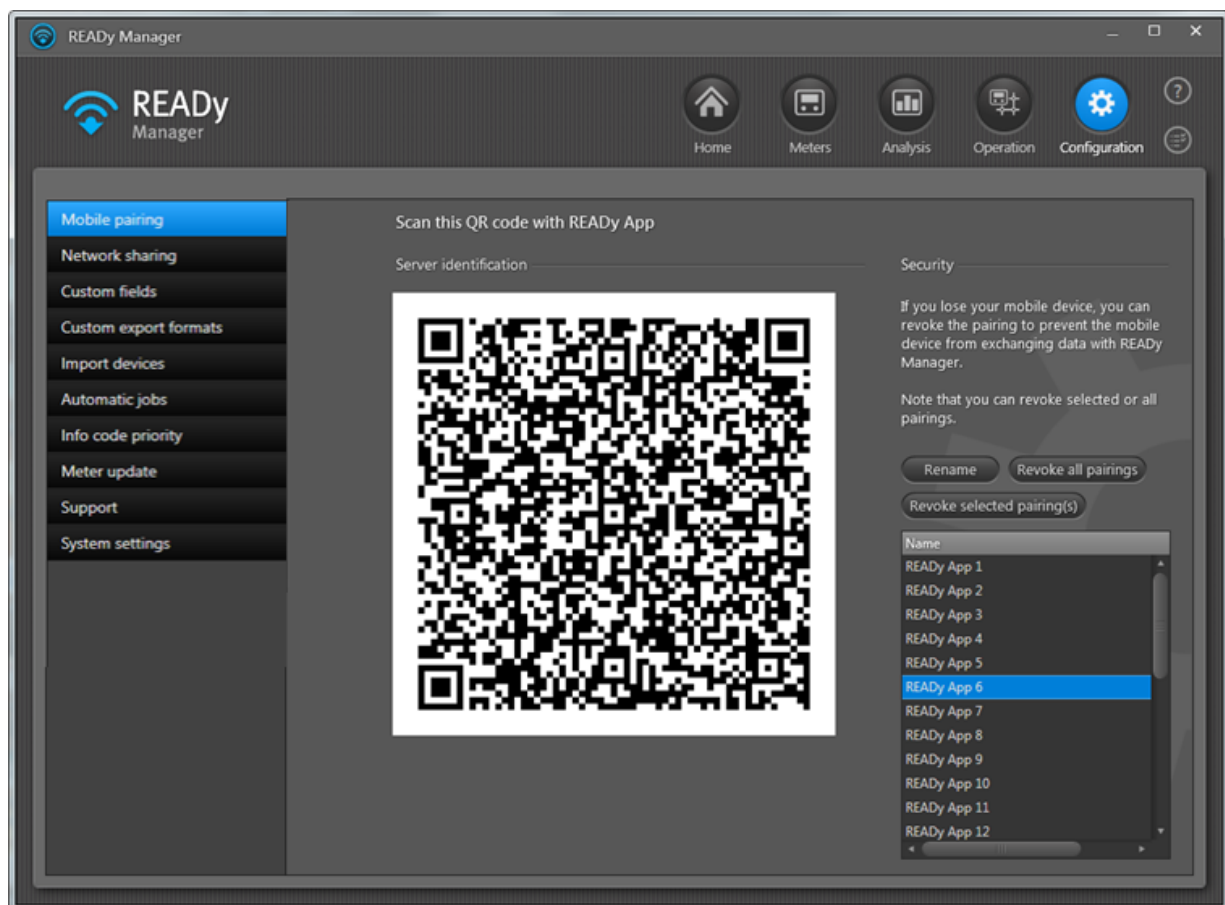 READy Manager
READy
Manager
Home
Meters
Analysis
Operation
Configuration
?
Mobile pairing
Network sharing
Custom fields
Custom export formats
Import devices
Automatic jobs
Info code priority
Meter update
Support
System settings
Scan this QR code with READy App
Server identification
Security
If you lose your mobile device, you can
revoke the pairing to prevent the mobile
device from exchanging data with READy
Manager.
Note that you can revoke selected or all
pairings.
Rename
Revoke all pairings
Revoke selected pairing(s)
Name
READy App 1
READy App 2
READy App 3
READy App 4
READy App 5
READy App 6
READy App 7
READy App 8
READy App 9
READy App 10
READy App 11
READy App 12